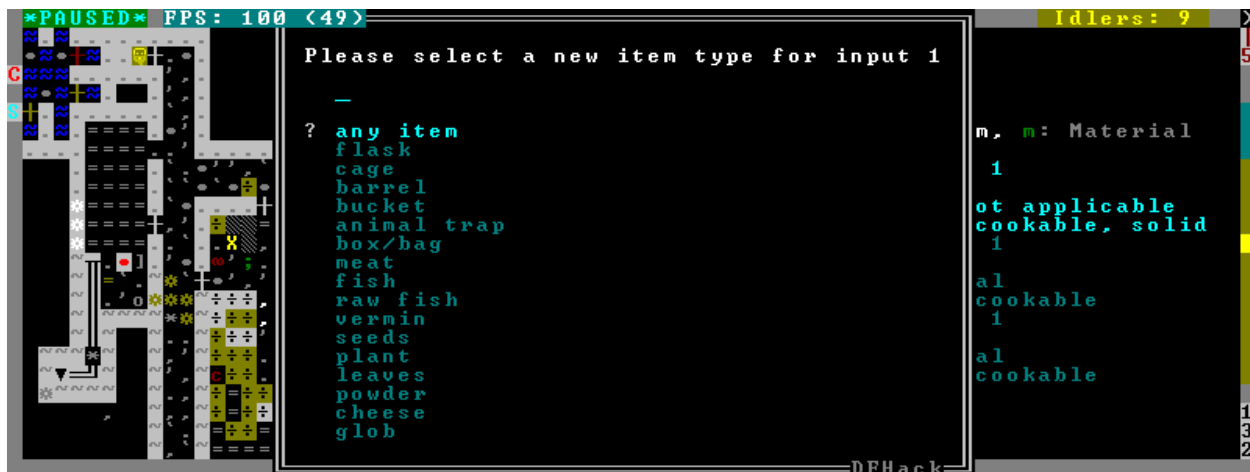 *PAUSED* FPS: 100 (49) Idlers: 9
Please select a new item type for input 1
? any item
m, m: Material
flask
cage
1
barrel
bucket
ot applicable
animal trap
cookable, solid
box/bag
1
meat
fish
al
raw fish
cookable
vermin
1
seeds
plant
al
leaves
cookable
powder
cheese
glob
DFHack